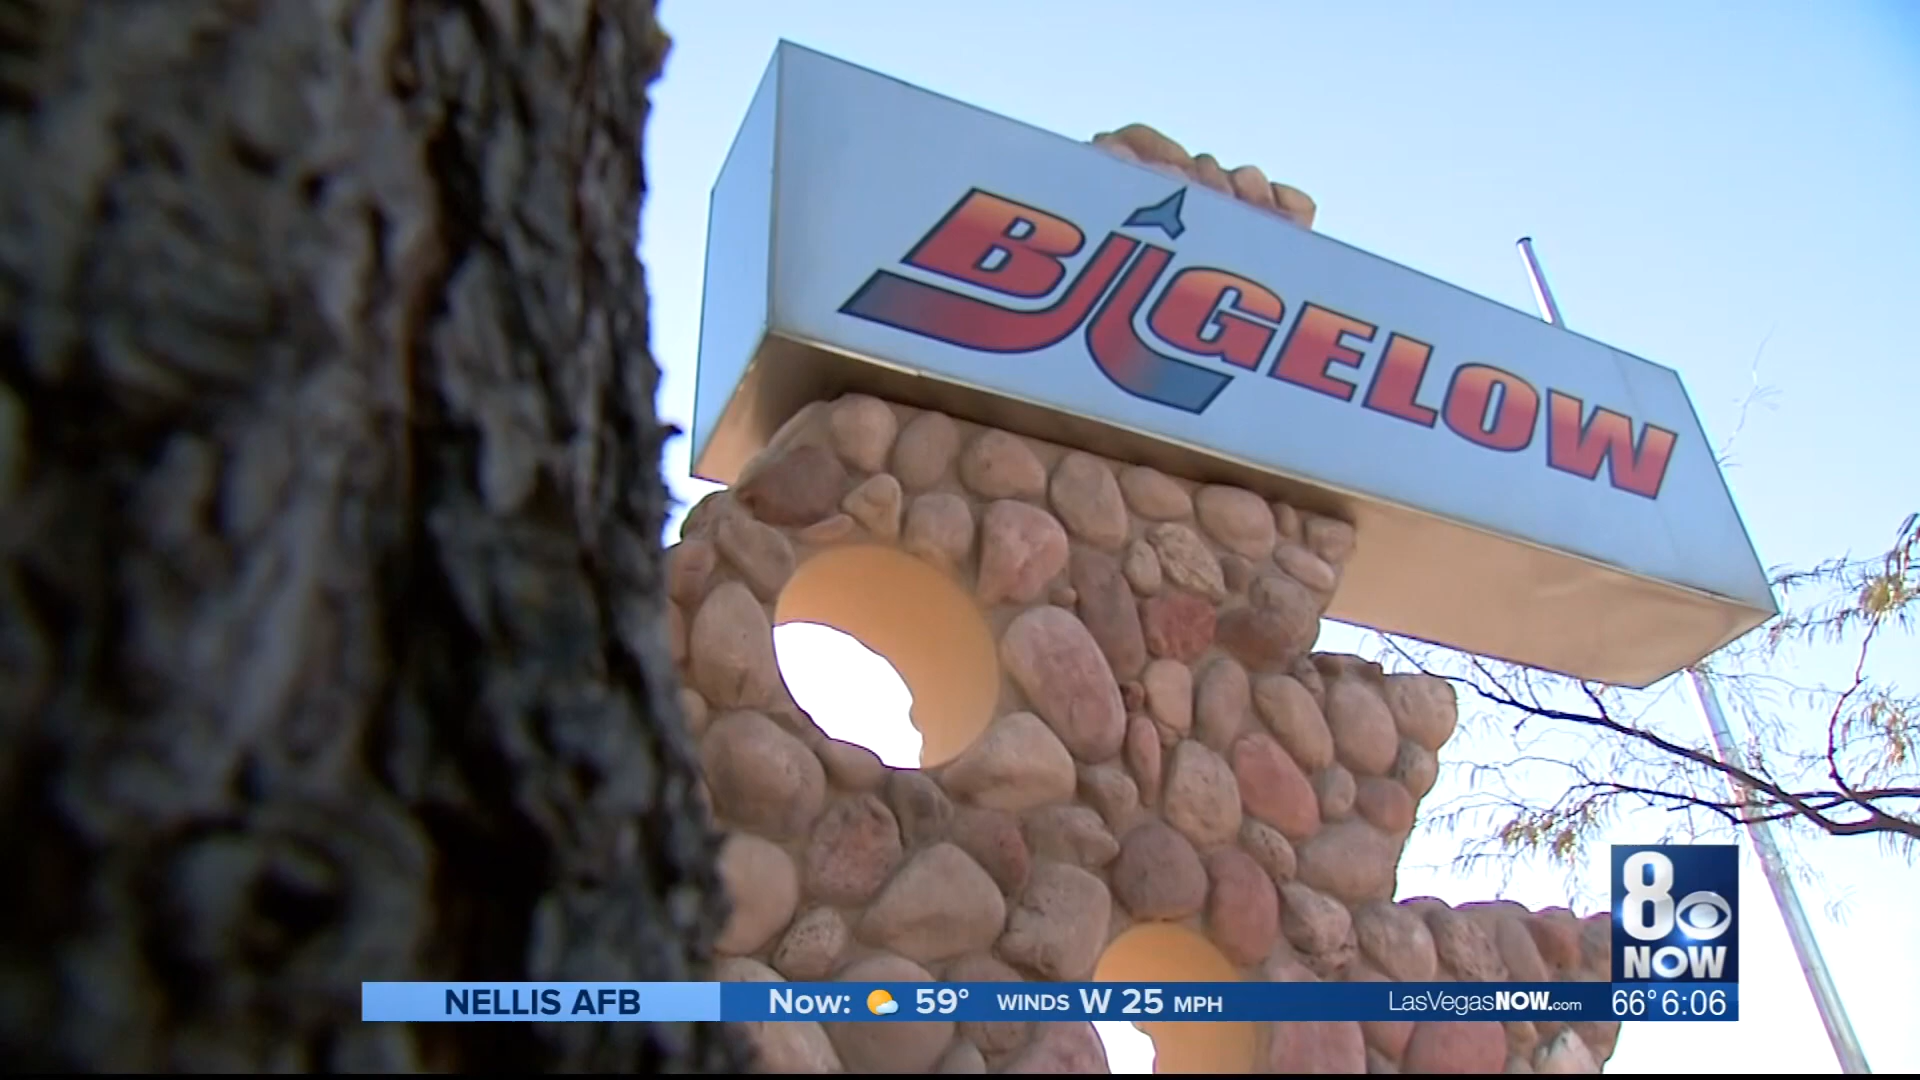 BIGELOW
8
NOW
NELLIS AFB Now: 59° WINDS W 25 MPH LasVegasNOW.com 66° 6:06